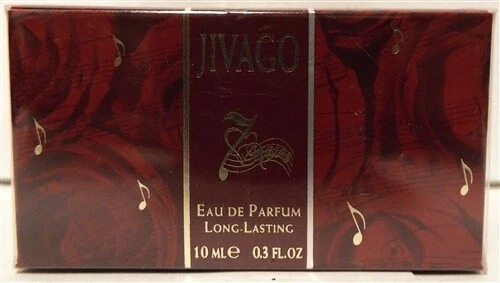 JIVAGO
EAU DE PARFUM
LONG-LASTING
10 ML℮ 0.3 FL.OZ